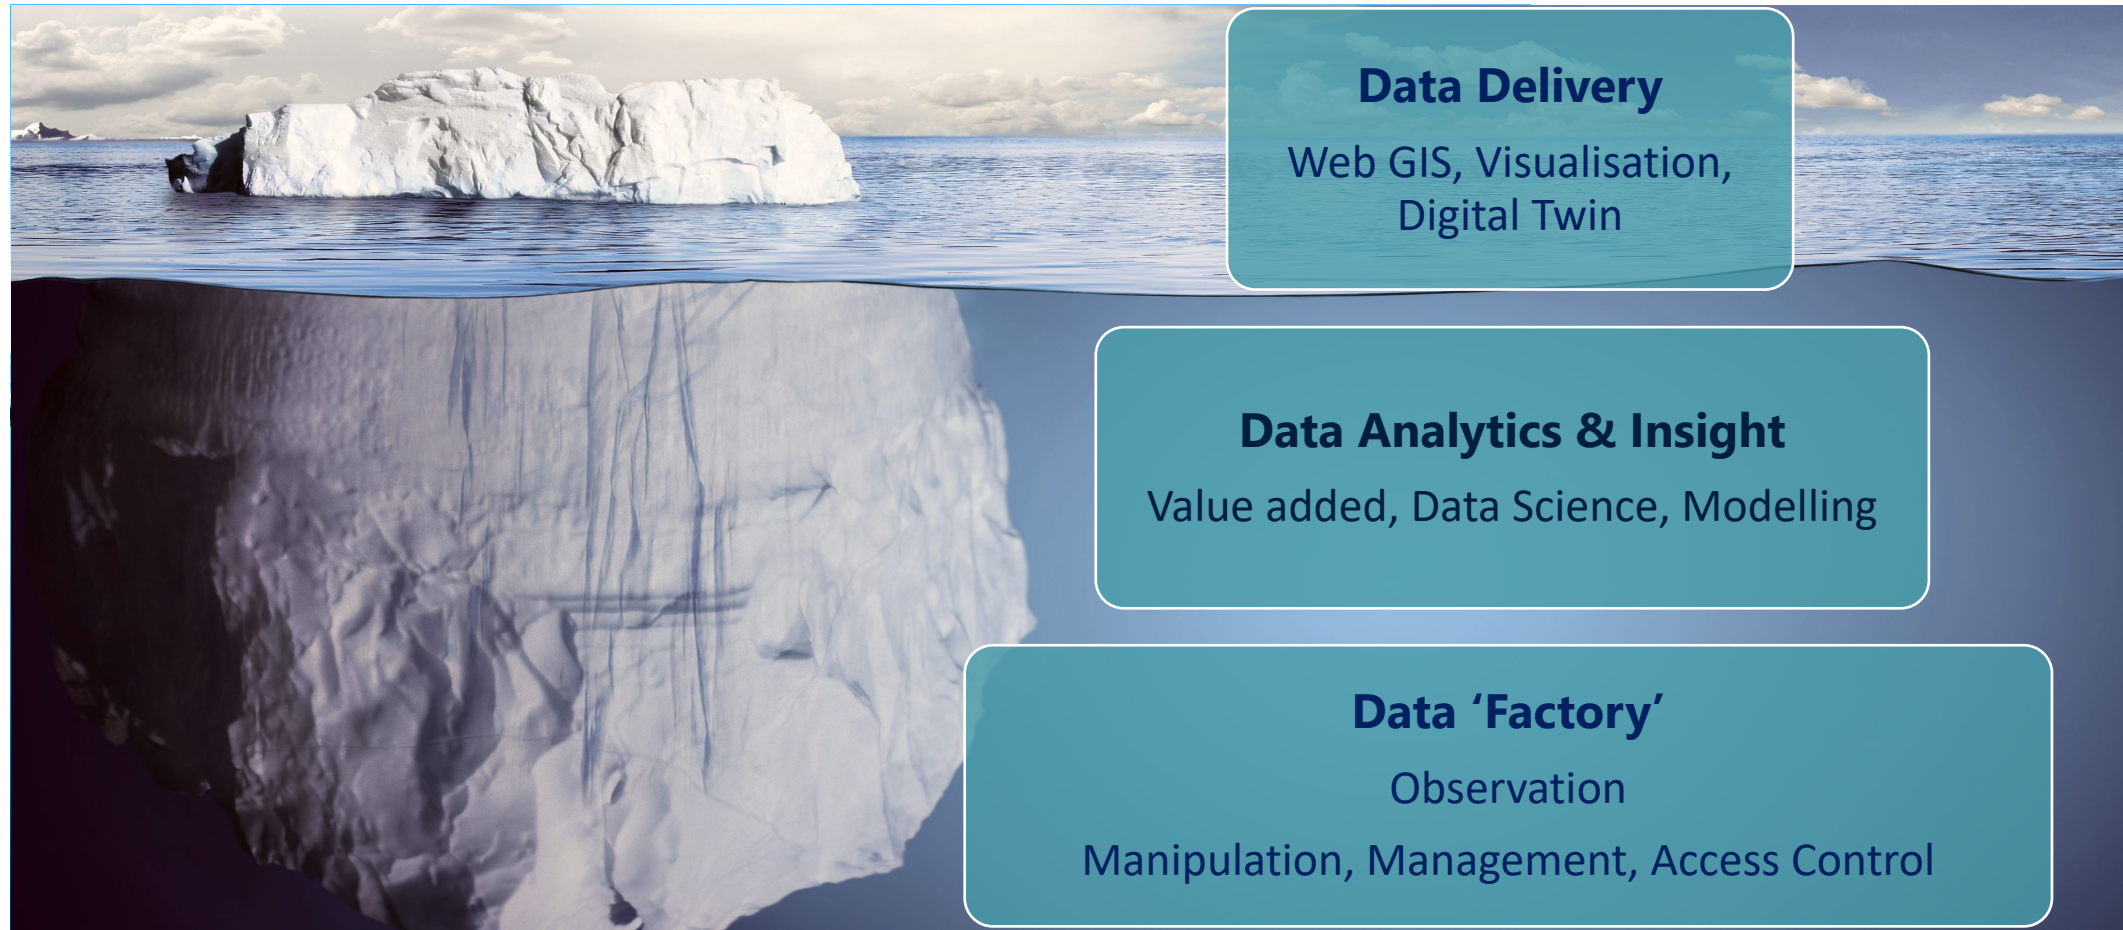 Data Delivery
Web GIS, Visualisation,
Digital Twin
Data Analytics & Insight
Value added, Data Science, Modelling
Data ‘Factory’
Observation
Manipulation, Management, Access Control